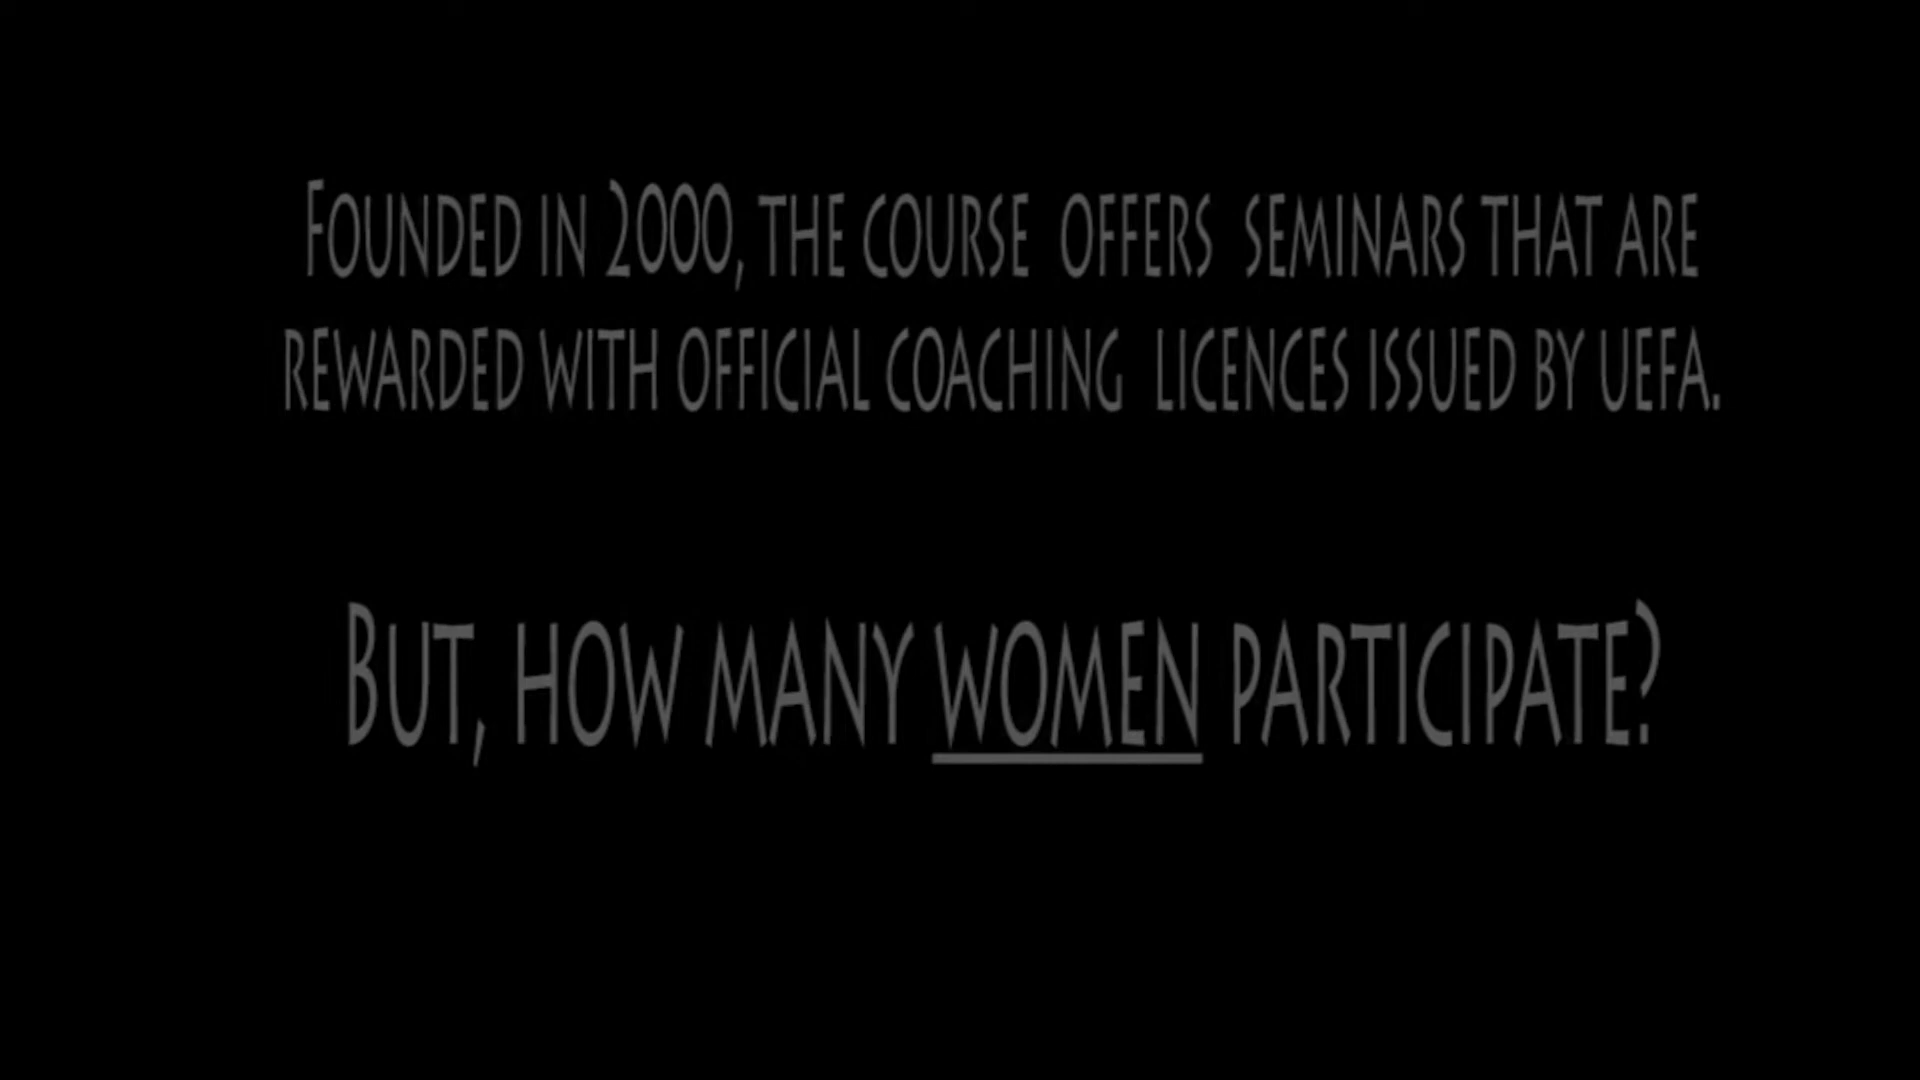 Founded in 2000, the course offers seminars that are
rewarded with official coaching licences issued by UEFA.
But, how many women participate?